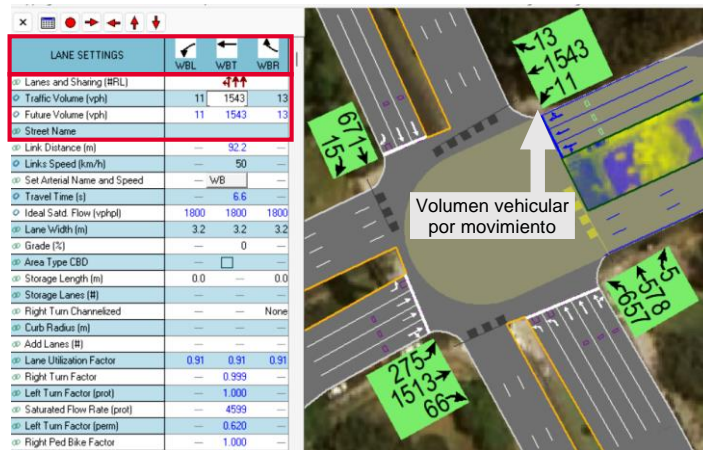 LANE SETTINGS WBL WBT WBR
Lanes and Sharing (#RL)
Traffic Volume (vph) 11 1543 13
Future Volume (vph) 11 1543 13
Street Name
Link Distance (m) — 92.2 —
Links Speed (km/h) — 50 —
Set Arterial Name and Speed — WB —
Travel Time (s) — 6.6 —
Ideal Satd. Flow (vphpl) 1800 1800 1800
Lane Width (m) 3.2 3.2 3.2
Grade (%) — 0 —
Area Type CBD — —
Storage Length (m) 0.0 — 0.0
Storage Lanes (#) — — —
Right Turn Channelized — — None
Curb Radius (m) — — —
Add Lanes (#) — — —
Lane Utilization Factor 0.91 0.91 0.91
Right Turn Factor — 0.999 —
Left Turn Factor (prot) — 1.000 —
Saturated Flow Rate (prot) — 4599 —
Left Turn Factor (perm) — 0.620 —
Right Ped Bike Factor — 1.000 —
13
1543
11
671
15
Volumen vehicular
por movimiento
5
578
657
275
1513
66